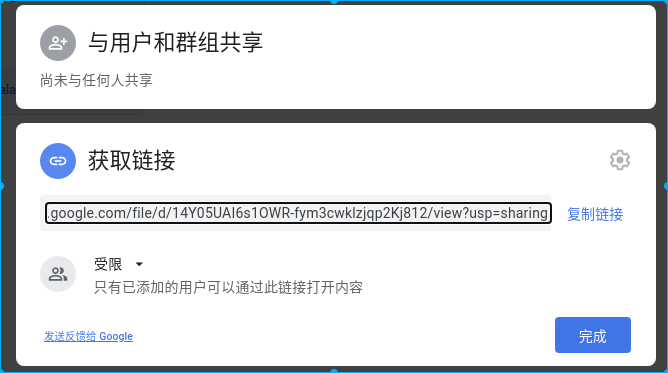 与用户和群组共享
尚未与任何人共享
获取链接
.google.com/file/d/14Y05UAI6s1OWR-fym3cwklzjqp2Kj812/view?usp=sharing
复制链接
受限
只有已添加的用户可以通过此链接打开内容
发送反馈给 Google
完成